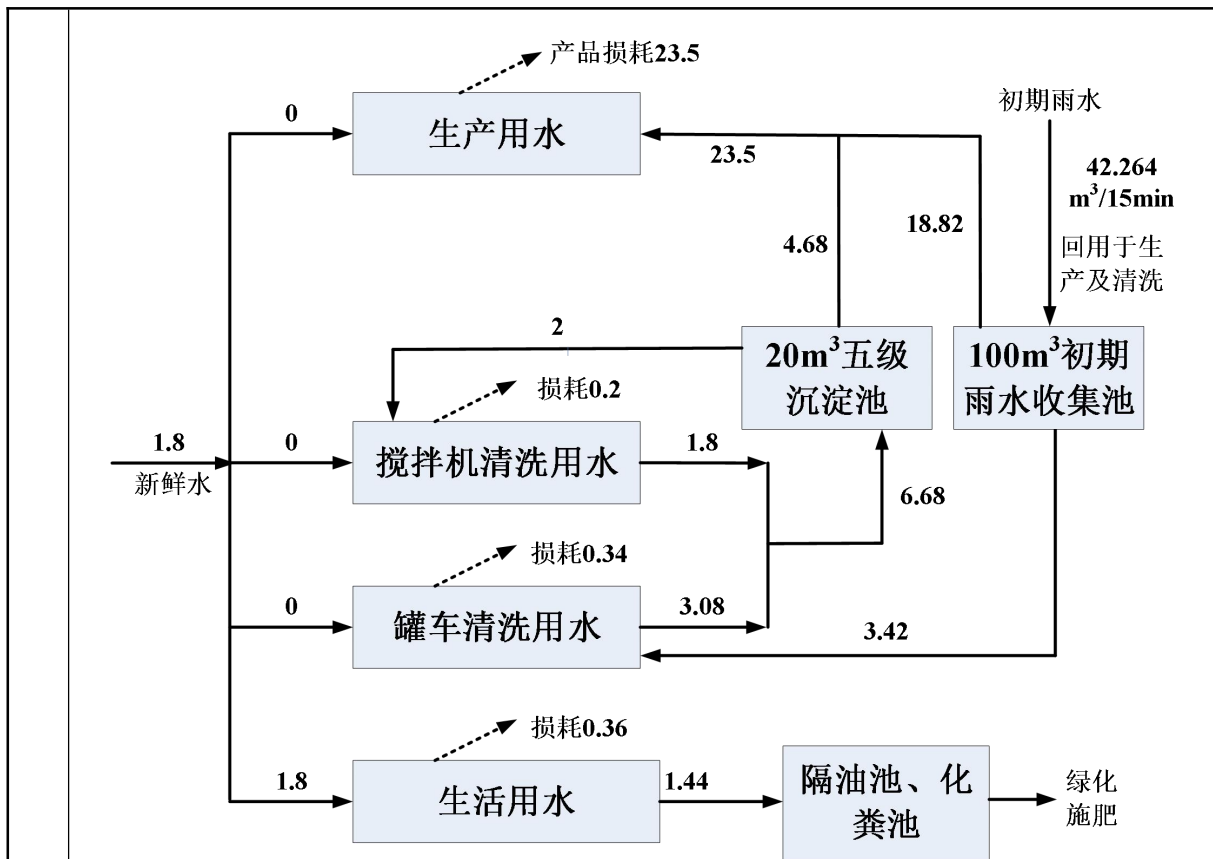 产品损耗23.5
初期雨水
0
生产用水
23.5
42.264
m³/15min
4.68
18.82
回用于生
产及清洗
2
20m³五级
沉淀池
100m³初期
雨水收集池
损耗0.2
1.8
新鲜水
0
搅拌机清洗用水
1.8
6.68
损耗0.34
0
罐车清洗用水
3.08
3.42
损耗0.36
1.8
生活用水
1.44
隔油池、化
粪池
绿化
施肥